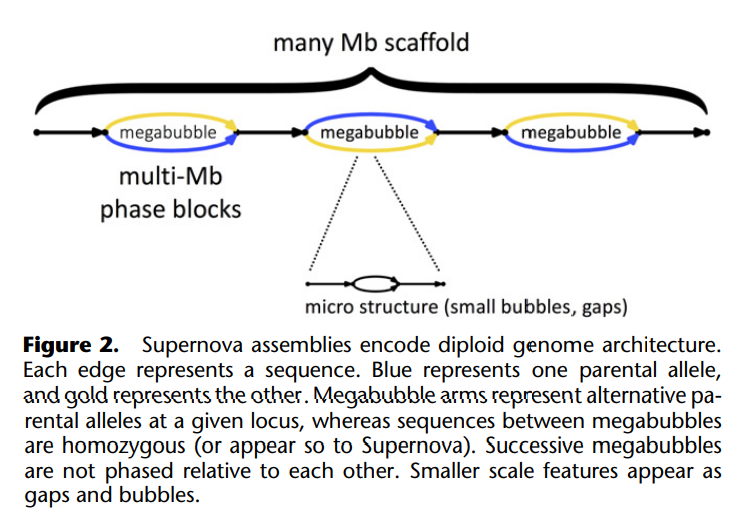 many Mb scaffold
megabubble
megabubble
megabubble
multi-Mb
phase blocks
micro structure (small bubbles, gaps)
Figure 2. Supernova assemblies encode diploid genome architecture.
Each edge represents a sequence. Blue represents one parental allele,
and gold represents the other. Megabubble arms represent alternative pa-
rental alleles at a given locus, whereas sequences between megabubbles
are homozygous (or appear so to Supernova). Successive megabubbles
are not phased relative to each other. Smaller scale features appear as
gaps and bubbles.